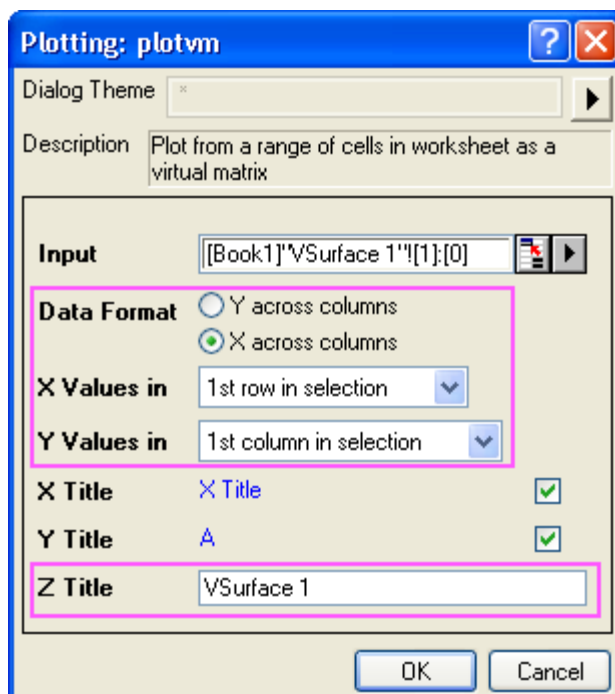 Plotting: plotvm
Dialog Theme *
Description Plot from a range of cells in worksheet as a
virtual matrix
Input [Book1]"VSurface 1"![1]:[0]
Data Format Y across columns
X across columns
X Values in 1st row in selection
Y Values in 1st column in selection
X Title X Title
Y Title A
Z Title VSurface 1
OK Cancel